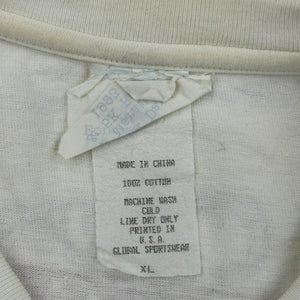 MADE IN CHINA
100% COTTON
MACHINE WASH
COLD
LINE DRY ONLY
PRINTED IN
U.S.A.
GLOBAL SPORTSWEAR
XL